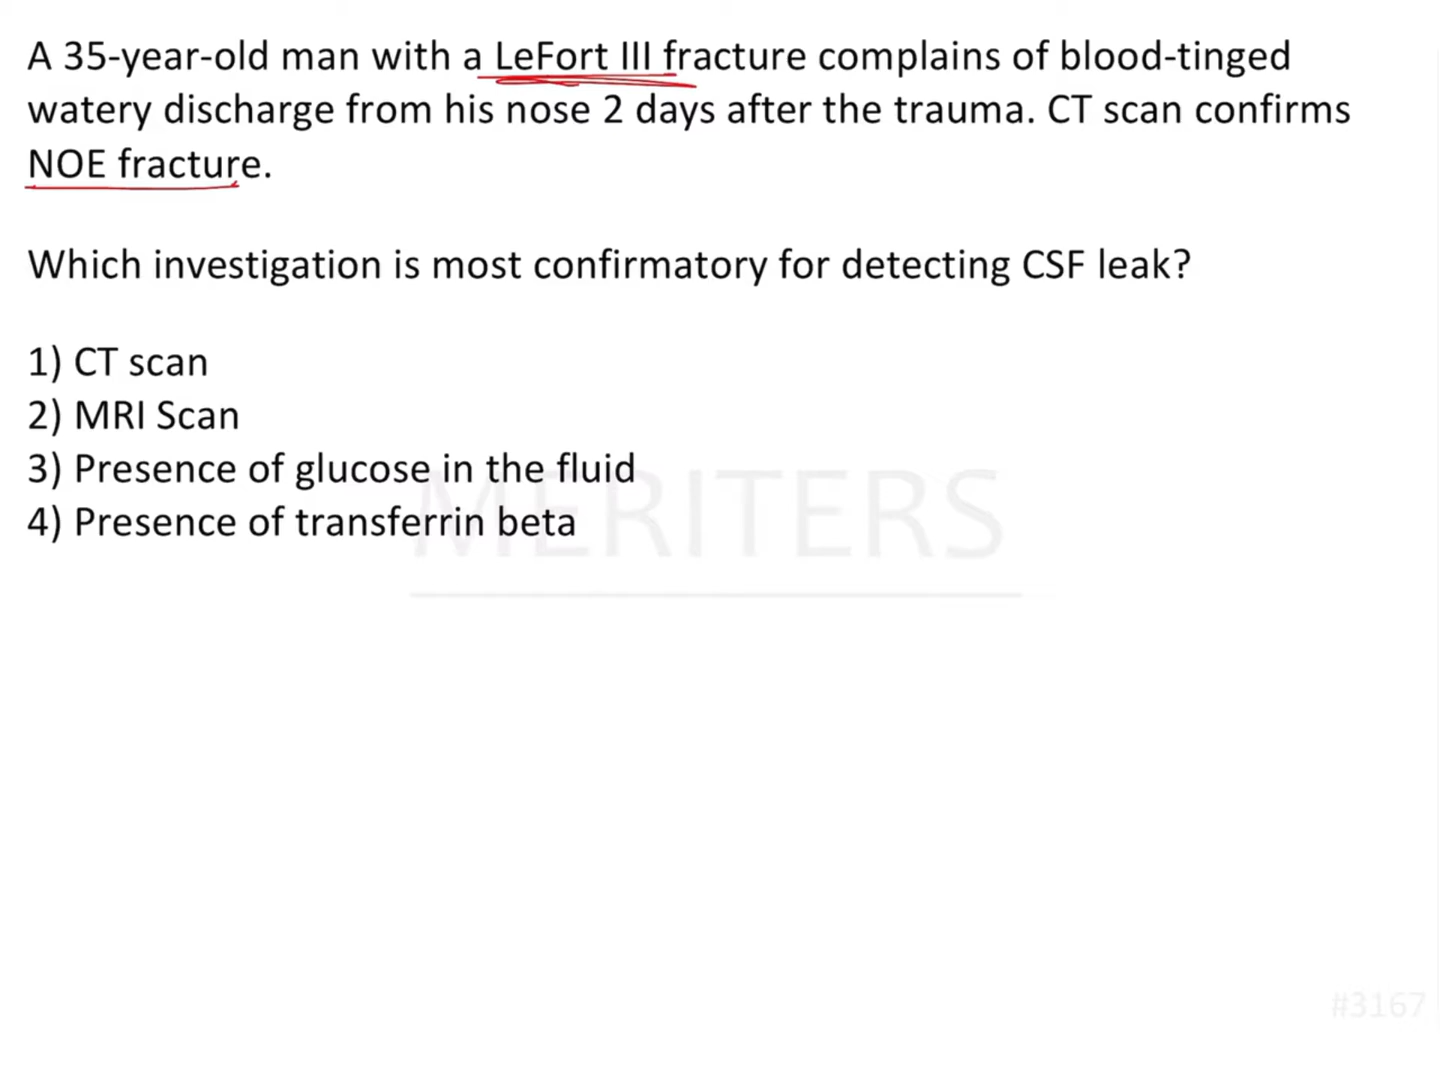 A 35-year-old man with a LeFort III fracture complains of blood-tinged
watery discharge from his nose 2 days after the trauma. CT scan confirms
NOE fracture.
Which investigation is most confirmatory for detecting CSF leak?
1) CT scan
2) MRI Scan
3) Presence of glucose in the fluid
4) Presence of transferrin beta
MERITERS
#3167